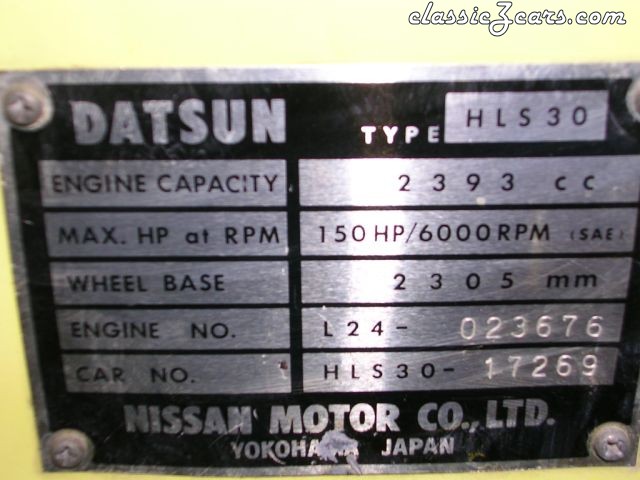 classicZcars.com
DATSUN TYPE HLS30
ENGINE CAPACITY 2393 cc
MAX. HP at RPM 150HP/6000RPM (SAE)
WHEEL BASE 2305 mm
ENGINE NO. L24- 023676
CAR NO. HLS30- 17269
NISSAN MOTOR CO., LTD.
YOKOHAMA JAPAN